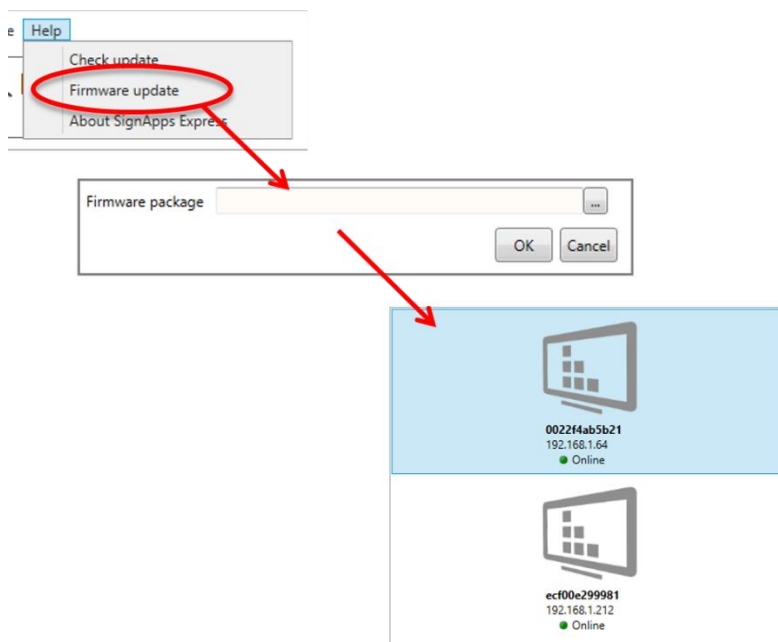 e Help
Check update
Firmware update
About SignApps Express
Firmware package ...
OK Cancel
0022f4ab5b21
192.168.1.64
Online
ecf00e299981
192.168.1.212
Online